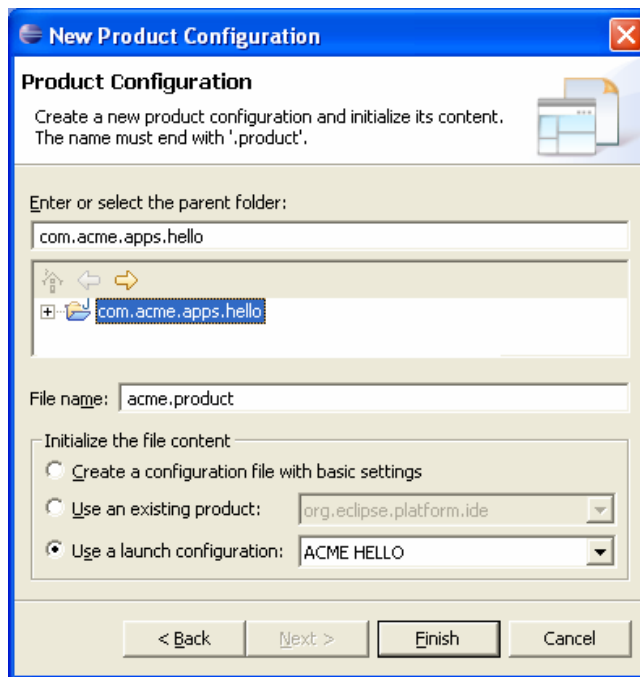 New Product Configuration
Product Configuration
Create a new product configuration and initialize its content.
The name must end with '.product'.
Enter or select the parent folder:
com.acme.apps.hello
com.acme.apps.hello
File name: acme.product
Initialize the file content
Create a configuration file with basic settings
Use an existing product: org.eclipse.platform.ide
Use a launch configuration: ACME HELLO
< Back Next > Finish Cancel